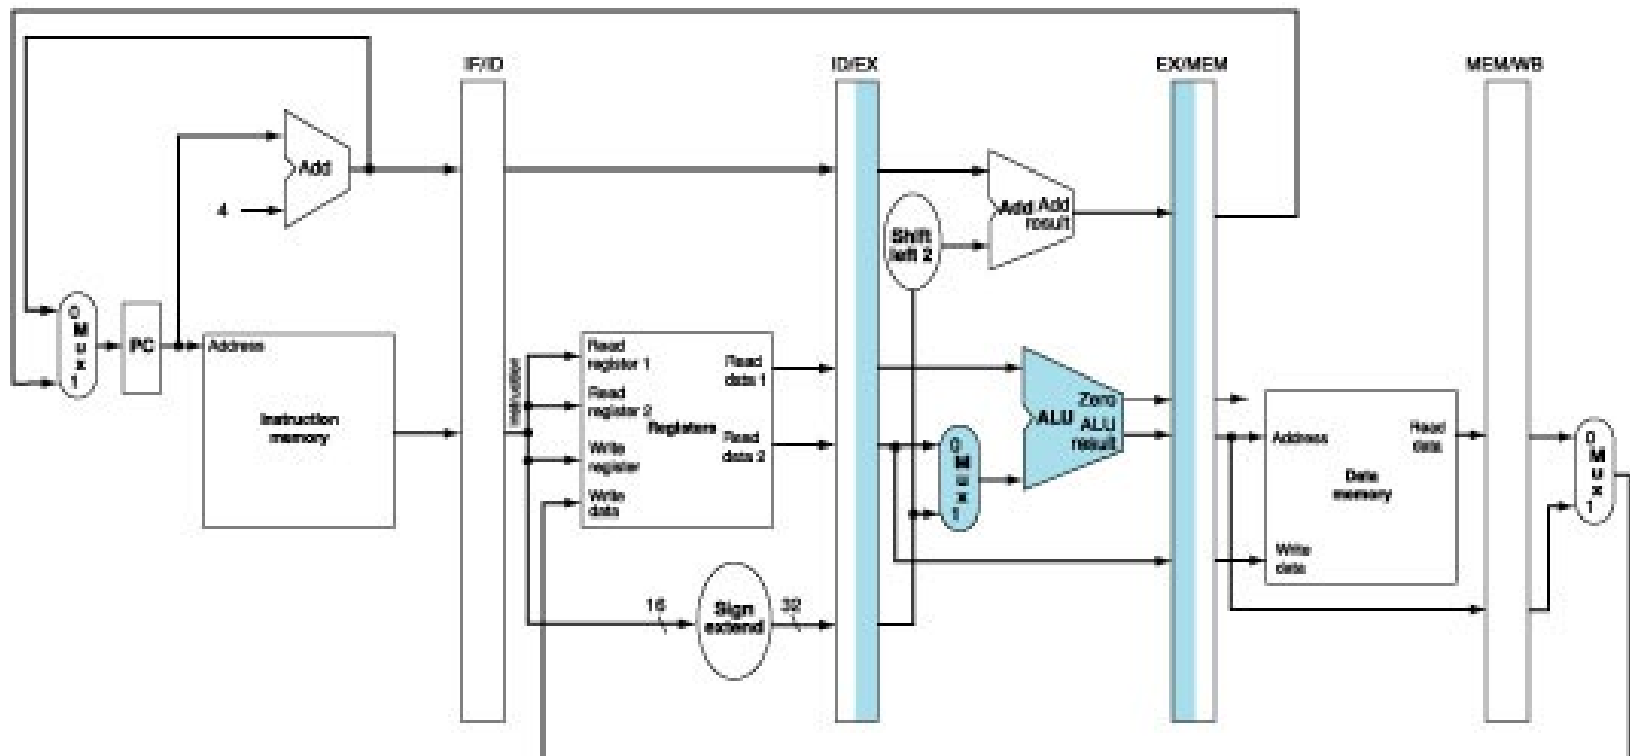 IF/ID
ID/EX
EX/MEM
MEM/WB
Add
4
Shift
left 2
Add Add
result
0
M
u
x
1
PC
Address
Instruction
memory
Instruction
Read
register 1
Read
register 2
Registers
Write
register
Write
data
Read
data 1
Read
data 2
16
Sign
extend
32
0
M
u
x
1
Zero
ALU
ALU
result
Address
Read
data
Data
memory
Write
data
0
M
u
x
1